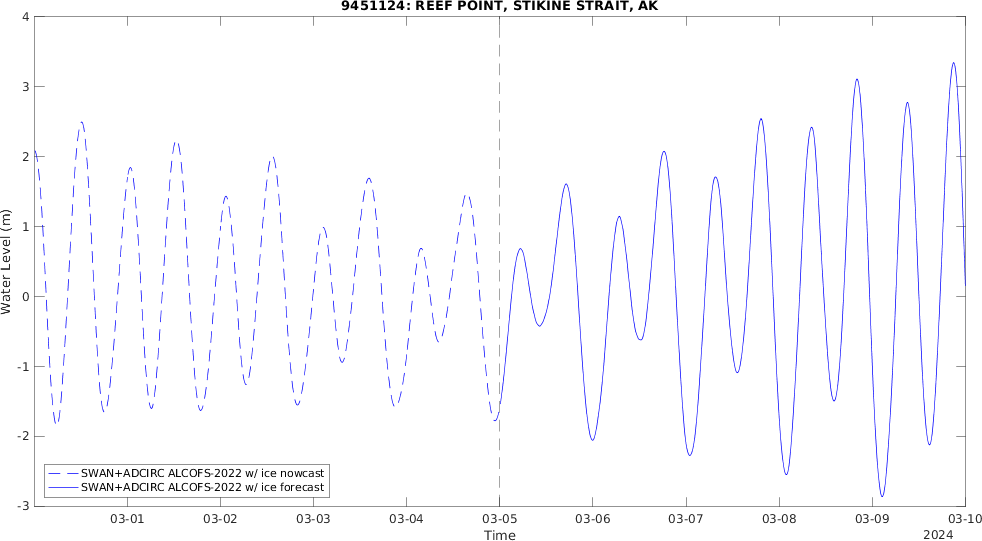 9451124: REEF POINT, STIKINE STRAIT, AK
4
3
2
1
0
-1
-2
-3
Water Level (m)
SWAN+ADCIRC ALCOFS-2022 w/ ice nowcast
SWAN+ADCIRC ALCOFS-2022 w/ ice forecast
03-01 03-02 03-03 03-04 03-05 03-06 03-07 03-08 03-09 03-10
Time
2024